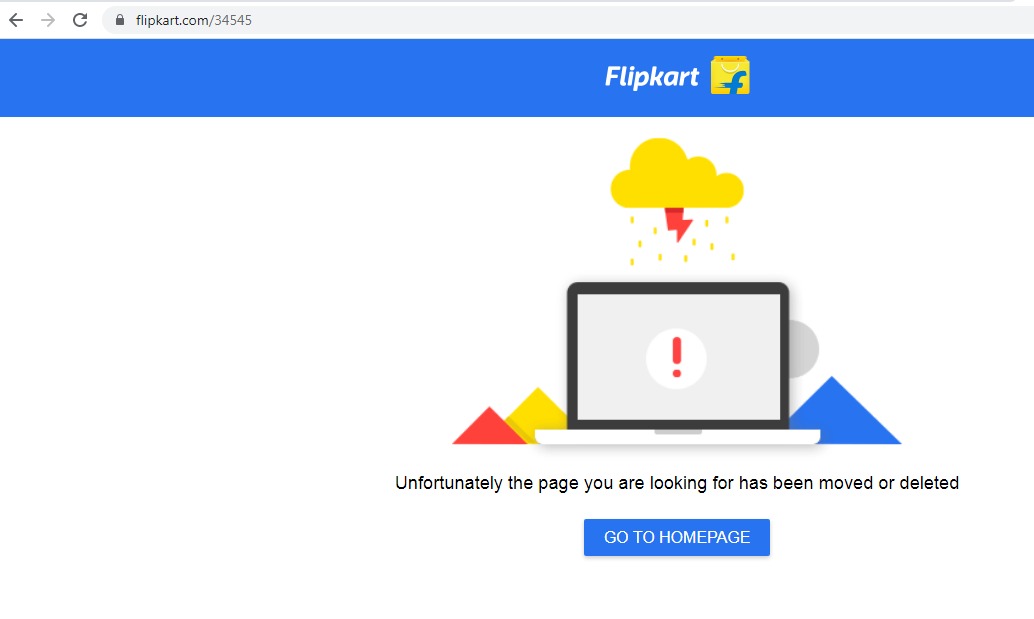 flipkart.com/34545
Flipkart
Unfortunately the page you are looking for has been moved or deleted
GO TO HOMEPAGE